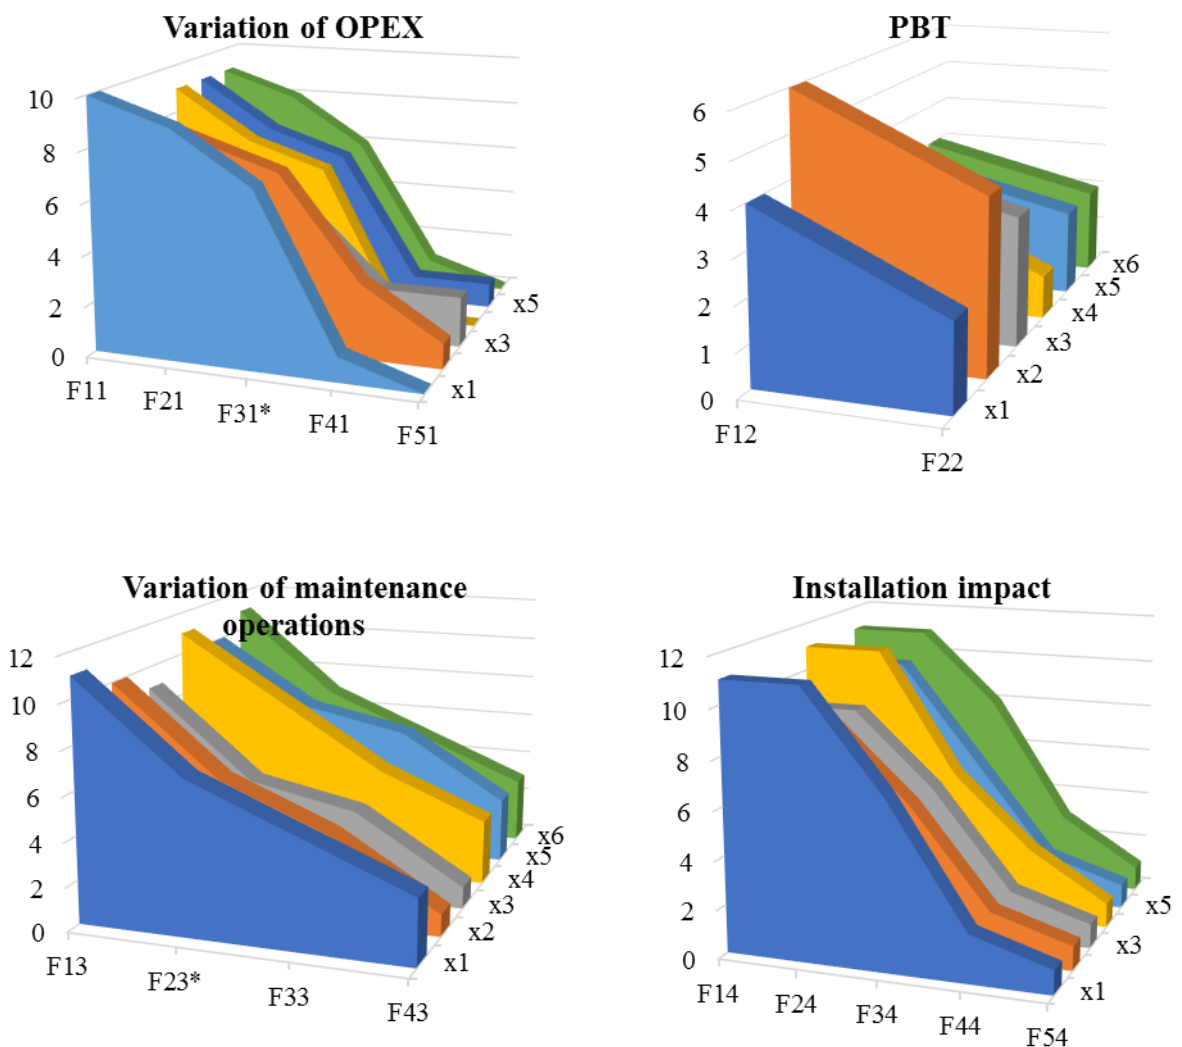 Variation of OPEX
10
8
6
4
2
0
F11
F21
F31*
F41
F51
x1
x3
x5
PBT
6
5
4
3
2
1
0
F12
F22
x1
x2
x3
x4
x5
x6
Variation of maintenance
operations
12
10
8
6
4
2
0
F13
F23*
F33
F43
x1
x2
x3
x4
x5
x6
Installation impact
12
10
8
6
4
2
0
F14
F24
F34
F44
F54
x1
x3
x5